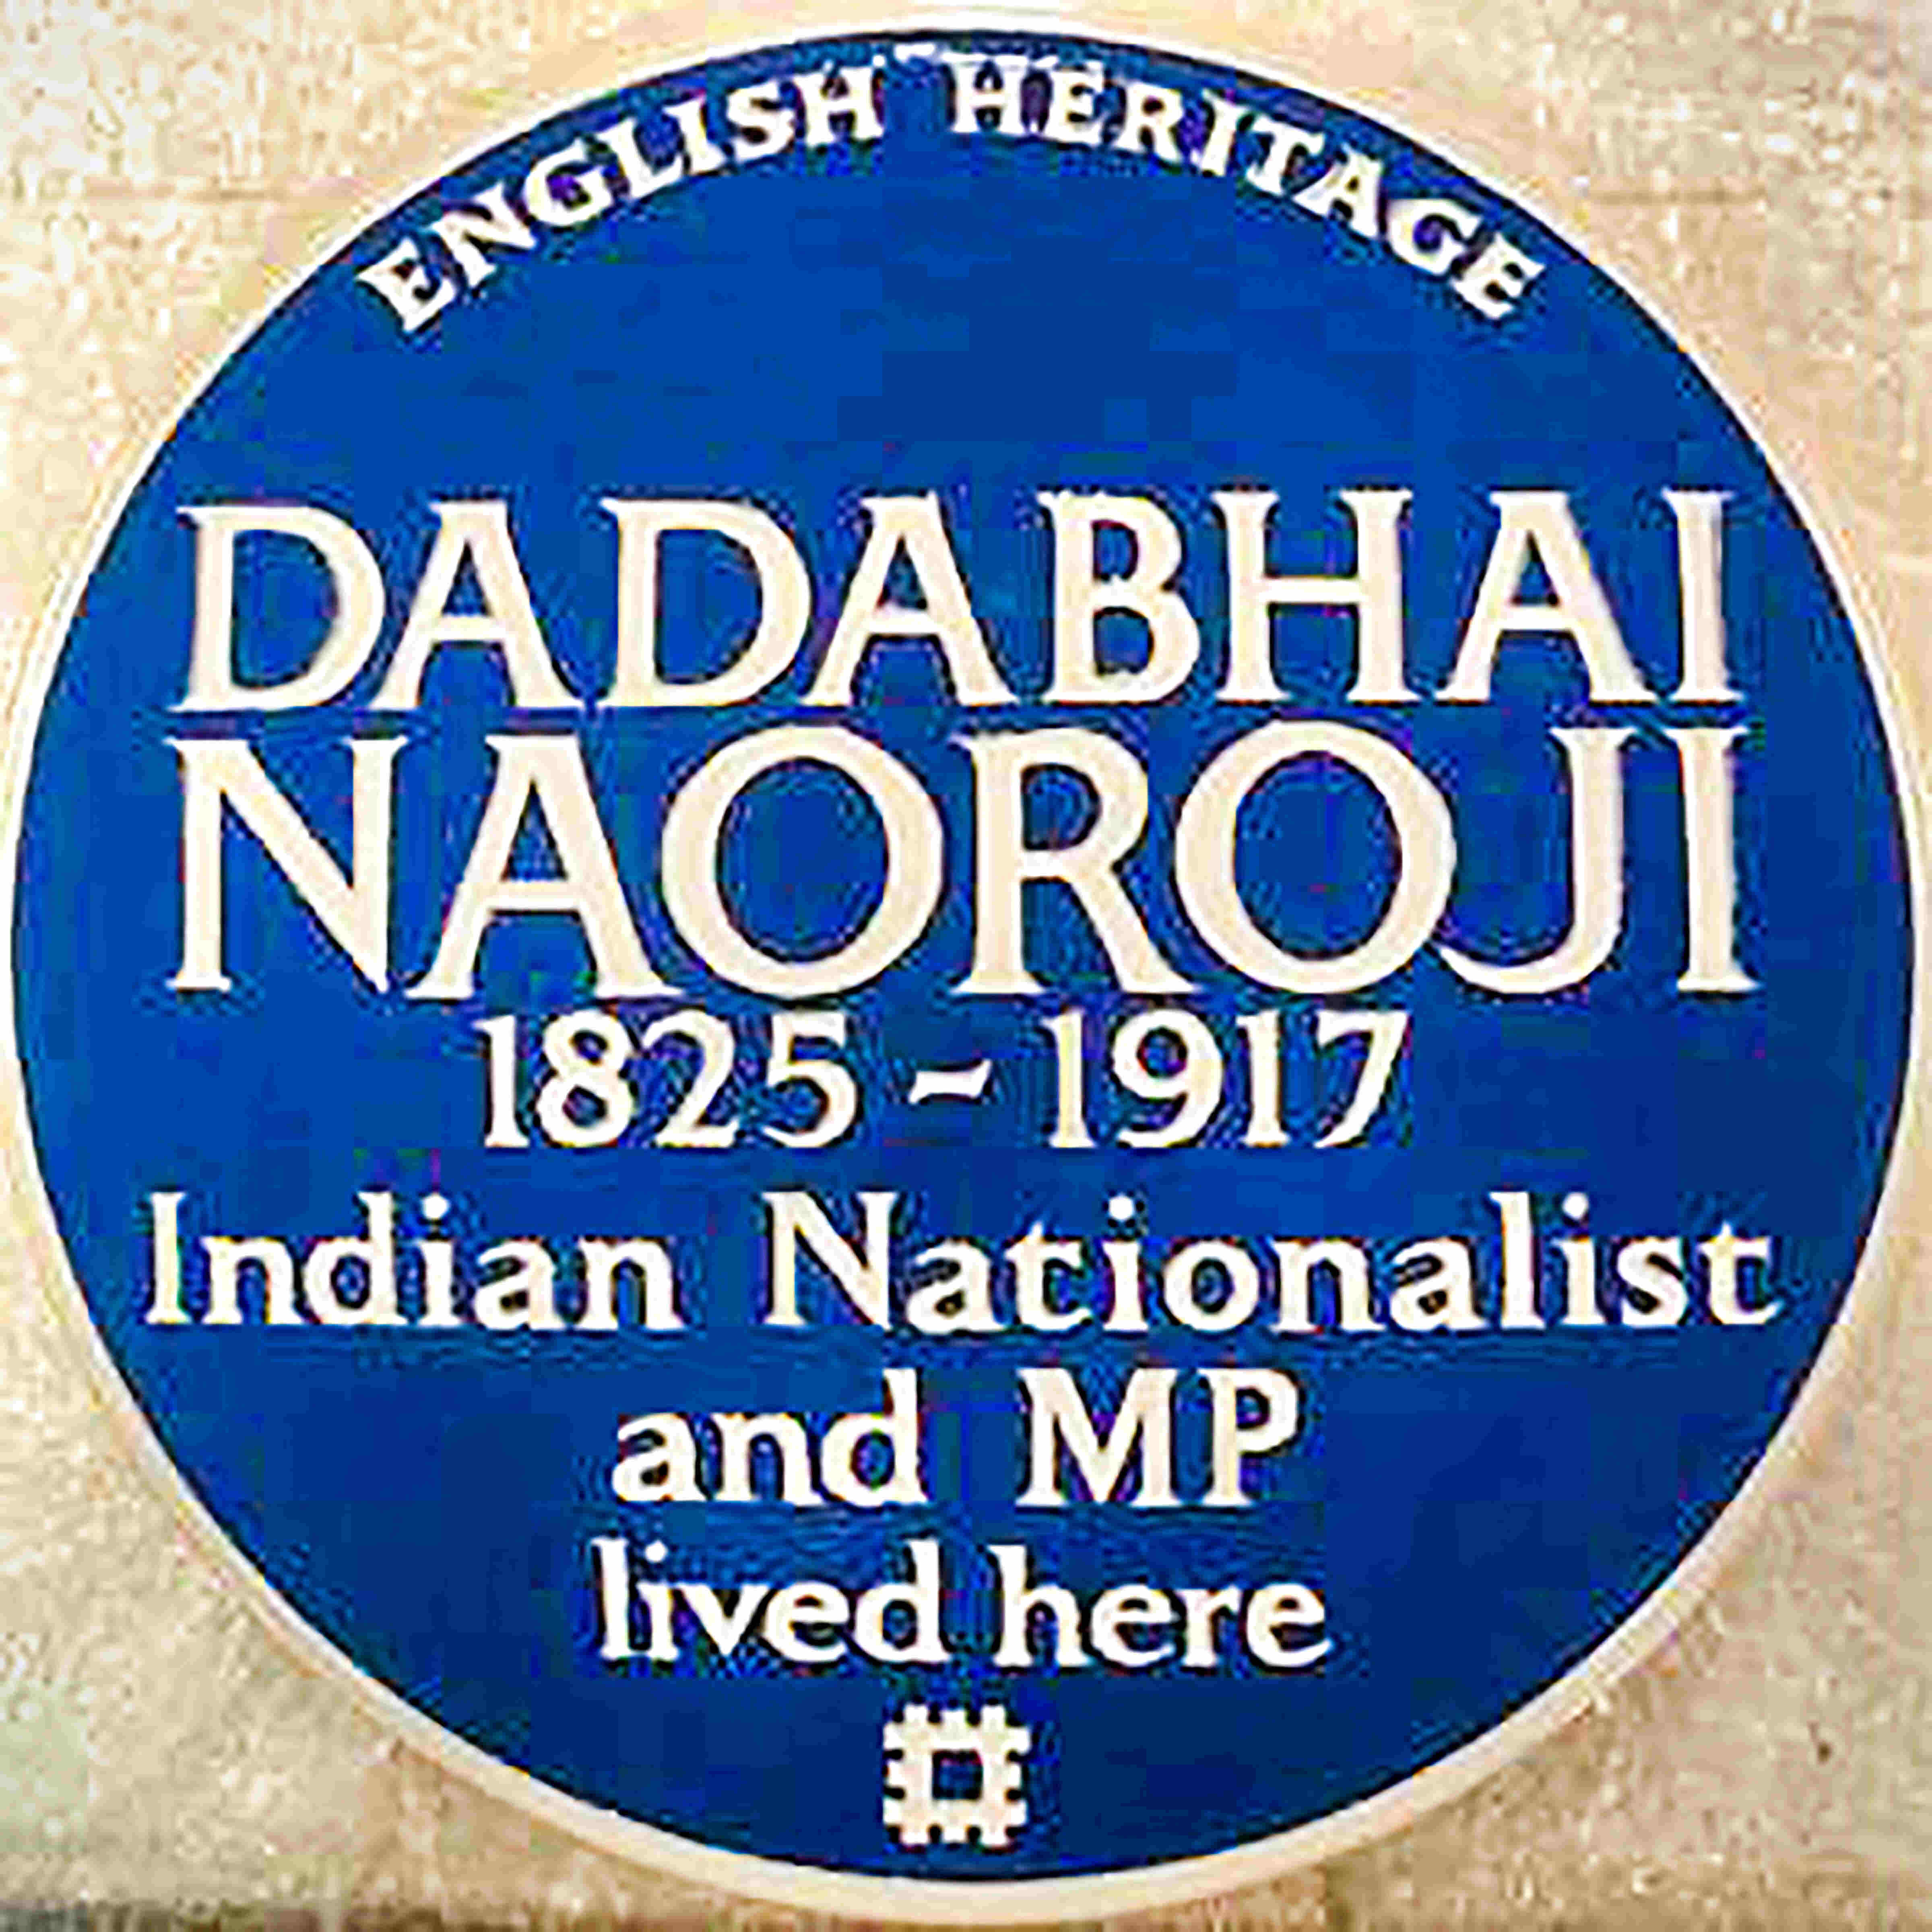 ENGLISH HERITAGE
DADABHAI
NAOROJI
1825 - 1917
Indian Nationalist
and MP
lived here